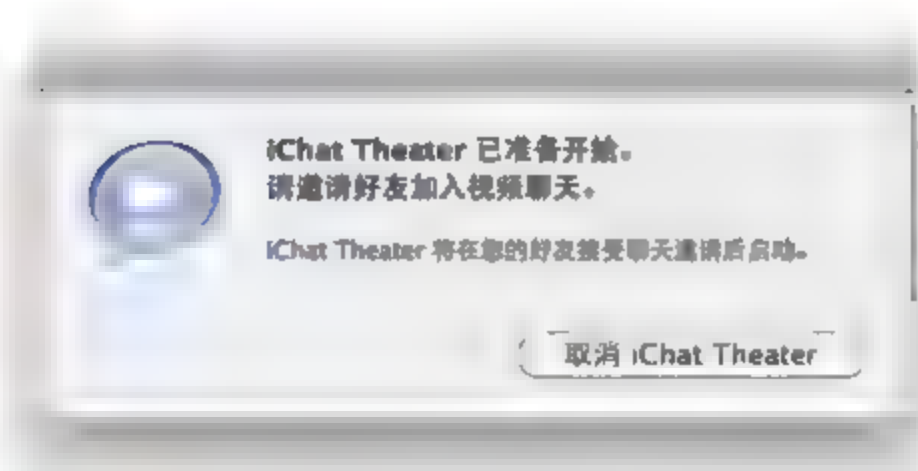 iChat Theater 已准备开始。
请邀请好友加入视频聊天。
iChat Theater 将在您的好友接受聊天邀请后启动。
取消 iChat Theater